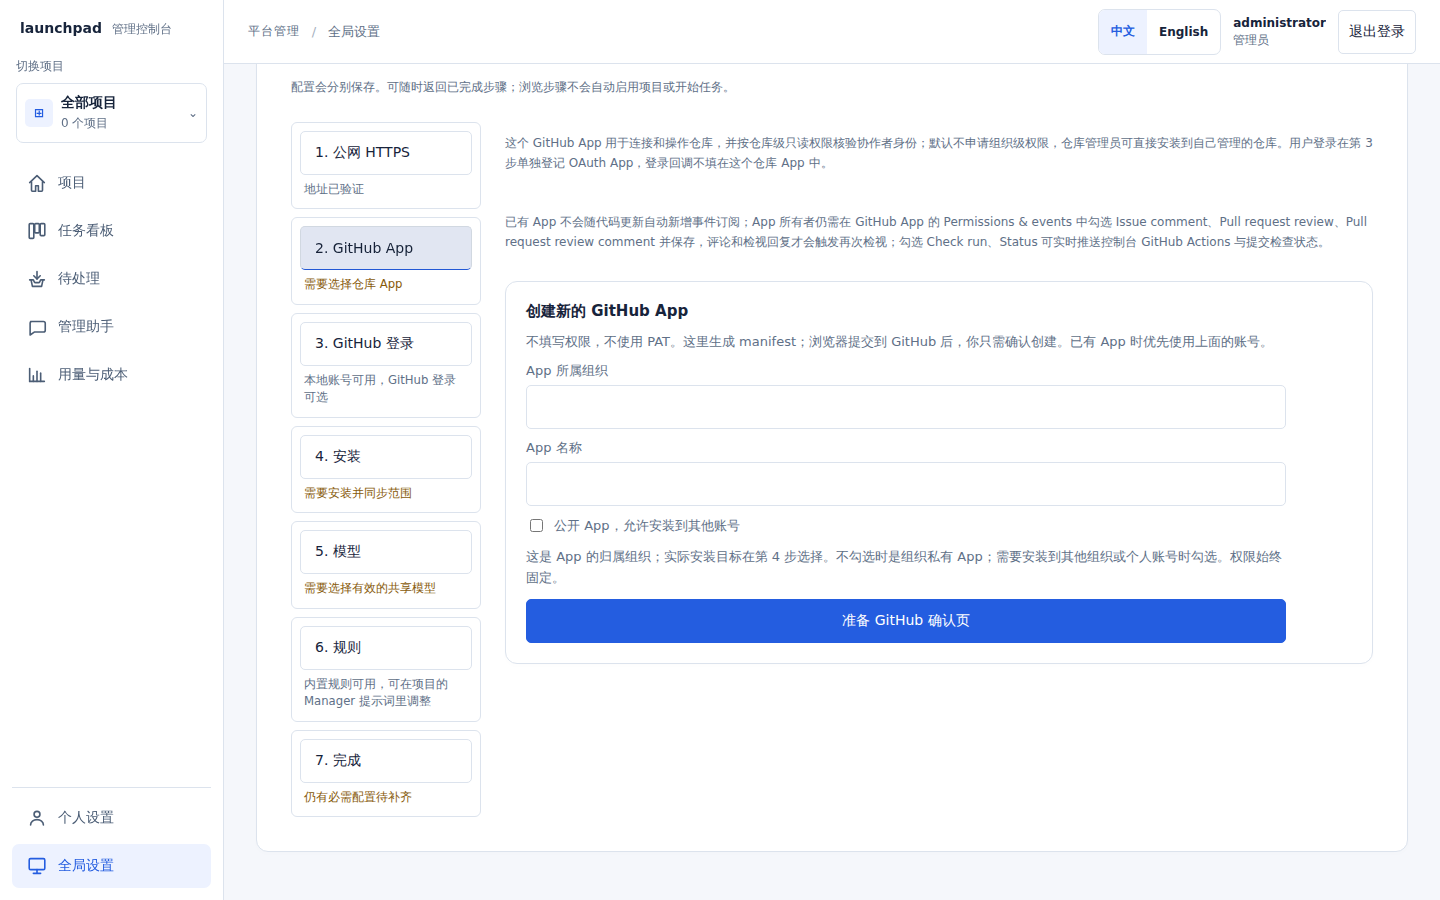 launchpad 管理控制台
切换项目
全部项目
0 个项目
项目
任务看板
待处理
管理助手
用量与成本
个人设置
全局设置
平台管理 / 全局设置
中文 English
administrator
管理员
退出登录
配置会分别保存。可随时返回已完成步骤；浏览步骤不会自动启用项目或开始任务。
1. 公网 HTTPS
地址已验证
2. GitHub App
需要选择仓库 App
3. GitHub 登录
本地账号可用，GitHub 登录
可选
4. 安装
需要安装并同步范围
5. 模型
需要选择有效的共享模型
6. 规则
内置规则可用，可在项目的
Manager 提示词里调整
7. 完成
仍有必需配置待补齐
这个 GitHub App 用于连接和操作仓库，并按仓库级只读权限核验协作者身份；默认不申请组织级权限，仓库管理员可直接安装到自己管理的仓库。用户登录在第 3
步单独登记 OAuth App，登录回调不填在这个仓库 App 中。
已有 App 不会随代码更新自动新增事件订阅；App 所有者仍需在 GitHub App 的 Permissions & events 中勾选 Issue comment、Pull request review、Pull
request review comment 并保存，评论和检视回复才会触发再次检视；勾选 Check run、Status 可实时推送控制台 GitHub Actions 与提交检查状态。
创建新的 GitHub App
不填写权限，不使用 PAT。这里生成 manifest；浏览器提交到 GitHub 后，你只需确认创建。已有 App 时优先使用上面的账号。
App 所属组织
App 名称
公开 App，允许安装到其他账号
这是 App 的归属组织；实际安装目标在第 4 步选择。不勾选时是组织私有 App；需要安装到其他组织或个人账号时勾选。权限始终
固定。
准备 GitHub 确认页